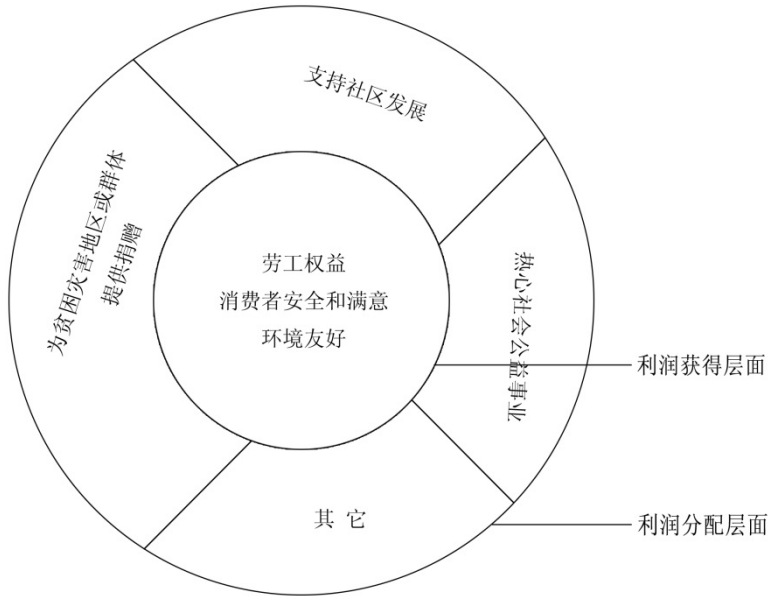 支持社区发展
为贫困灾害地区或群体
提供捐赠
劳工权益
消费者安全和满意
环境友好
热心社会公益事业
利润获得层面
其它
利润分配层面